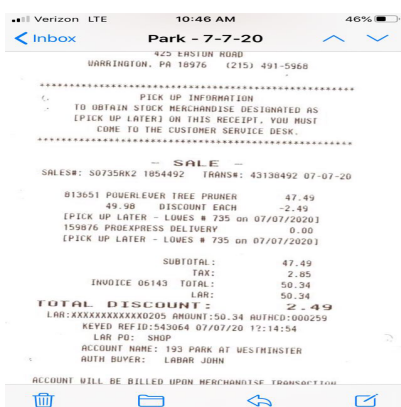 Verizon LTE 10:46 AM 46%
Inbox Park - 7-7-20
425 EASTON ROAD
WARRINGTON, PA 18976 (215) 491-5968
****************************************************
PICK UP INFORMATION
TO OBTAIN STOCK MERCHANDISE DESIGNATED AS
[PICK UP LATER] ON THIS RECEIPT, YOU MUST
COME TO THE CUSTOMER SERVICE DESK.
****************************************************
- SALE -
SALES#: S0735RK2 1854492 TRANS#: 43138492 07-07-20
813651 POWERLEVER TREE PRUNER 47.49
49.98 DISCOUNT EACH -2.49
[PICK UP LATER - LOWES # 735 on 07/07/2020]
159876 PROEXPRESS DELIVERY 0.00
[PICK UP LATER - LOWES # 735 on 07/07/2020]
SUBTOTAL: 47.49
TAX: 2.85
INVOICE 06143 TOTAL: 50.34
LAR: 50.34
TOTAL DISCOUNT: 2.49
LAR:XXXXXXXXXXXX0205 AMOUNT:50.34 AUTHCD:000259
KEYED REFID:543064 07/07/20 1?:14:54
LAR PO: SHOP
ACCOUNT NAME: 193 PARK AT WESTMINSTER
AUTH BUYER: LABAR JOHN
ACCOUNT WILL BE BILLED UPON MERCHANDISE TRANSACTION